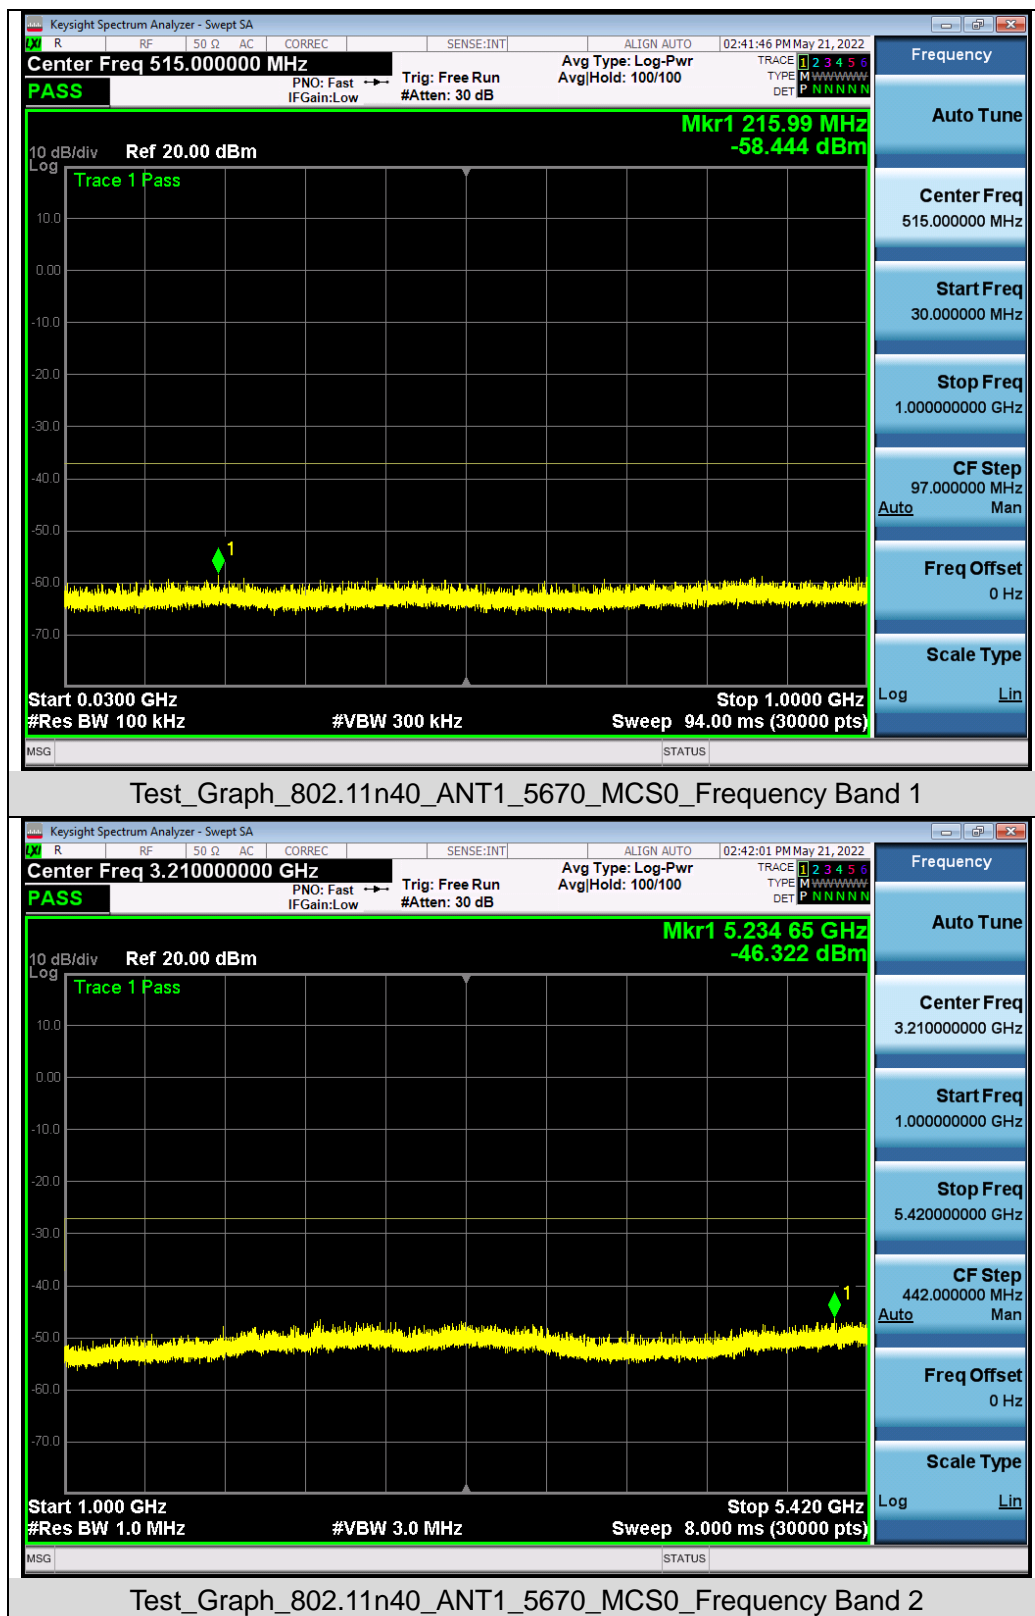 Keysight Spectrum Analyzer - Swept SA
LXI R RF 50 Ω AC CORREC SENSE:INT ALIGN AUTO 02:41:46 PM May 21, 2022
Center Freq 515.000000 MHz
PASS
PNO: Fast
IFGain:Low
Trig: Free Run
#Atten: 30 dB
Avg Type: Log-Pwr
Avg|Hold: 100/100
TRACE 1 2 3 4 5 6
TYPE M WWWWW
DET P N N N N N
Mkr1 215.99 MHz
-58.444 dBm
10 dB/div Ref 20.00 dBm
Log
Trace 1 Pass
10.0
0.00
-10.0
-20.0
-30.0
-40.0
-50.0
1
-60.0
-70.0
Start 0.0300 GHz Stop 1.0000 GHz
#Res BW 100 kHz #VBW 300 kHz Sweep 94.00 ms (30000 pts)
MSG STATUS
Frequency
Auto Tune
Center Freq
515.000000 MHz
Start Freq
30.000000 MHz
Stop Freq
1.000000000 GHz
CF Step
97.000000 MHz
Auto Man
Freq Offset
0 Hz
Scale Type
Log Lin
Test_Graph_802.11n40_ANT1_5670_MCS0_Frequency Band 1
Keysight Spectrum Analyzer - Swept SA
LXI R RF 50 Ω AC CORREC SENSE:INT ALIGN AUTO 02:42:01 PM May 21, 2022
Center Freq 3.210000000 GHz
PASS
PNO: Fast
IFGain:Low
Trig: Free Run
#Atten: 30 dB
Avg Type: Log-Pwr
Avg|Hold: 100/100
TRACE 1 2 3 4 5 6
TYPE M WWWWW
DET P N N N N N
Mkr1 5.234 65 GHz
-46.322 dBm
10 dB/div Ref 20.00 dBm
Log
Trace 1 Pass
10.0
0.00
-10.0
-20.0
-30.0
-40.0
1
-50.0
-60.0
-70.0
Start 1.000 GHz Stop 5.420 GHz
#Res BW 1.0 MHz #VBW 3.0 MHz Sweep 8.000 ms (30000 pts)
MSG STATUS
Frequency
Auto Tune
Center Freq
3.210000000 GHz
Start Freq
1.000000000 GHz
Stop Freq
5.420000000 GHz
CF Step
442.000000 MHz
Auto Man
Freq Offset
0 Hz
Scale Type
Log Lin
Test_Graph_802.11n40_ANT1_5670_MCS0_Frequency Band 2